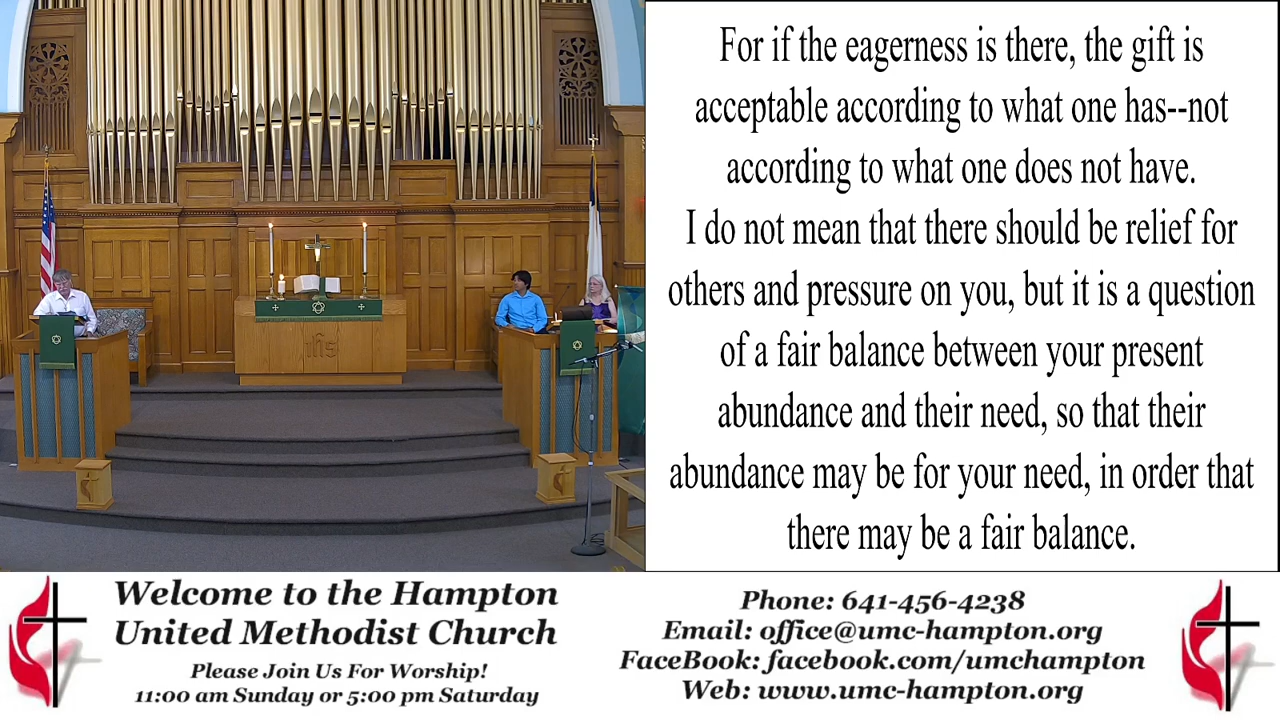 For if the eagerness is there, the gift is
acceptable according to what one has--not
according to what one does not have.
I do not mean that there should be relief for
others and pressure on you, but it is a question
of a fair balance between your present
abundance and their need, so that their
abundance may be for your need, in order that
there may be a fair balance.
ihs
Welcome to the Hampton
United Methodist Church
Please Join Us For Worship!
11:00 am Sunday or 5:00 pm Saturday
Phone: 641-456-4238
Email: office@umc-hampton.org
FaceBook: facebook.com/umchampton
Web: www.umc-hampton.org